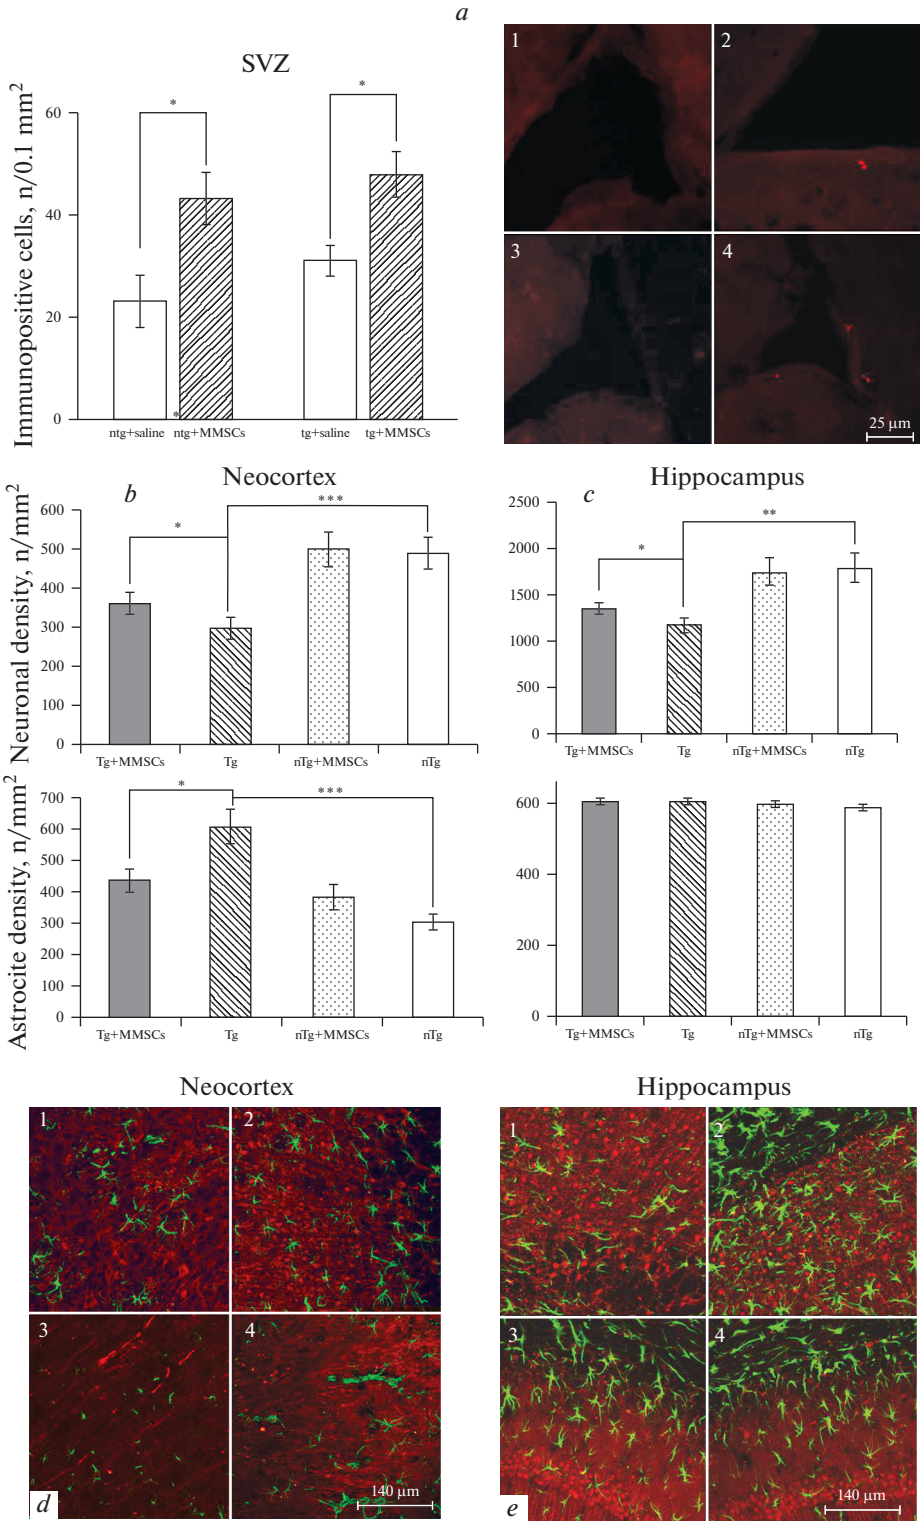 a
SVZ
Immunopositive cells, n/0.1 mm²
60
40
20
0
*
*
*
ntg+saline
ntg+MMSCs
tg+saline
tg+MMSCs
1
2
3
4
25 µm
Neocortex
b
Neuronal density, n/mm²
600
500
400
300
200
100
0
*
***
Tg+MMSCs
Tg
nTg+MMSCs
nTg
Hippocampus
c
2500
2000
1500
1000
500
0
*
**
Tg+MMSCs
Tg
nTg+MMSCs
nTg
Astrocite density, n/mm²
700
600
500
400
300
200
100
0
*
***
Tg+MMSCs
Tg
nTg+MMSCs
nTg
600
400
200
0
Tg+MMSCs
Tg
nTg+MMSCs
nTg
Neocortex
1
2
3
4
140 µm
d
Hippocampus
1
2
3
4
140 µm
e